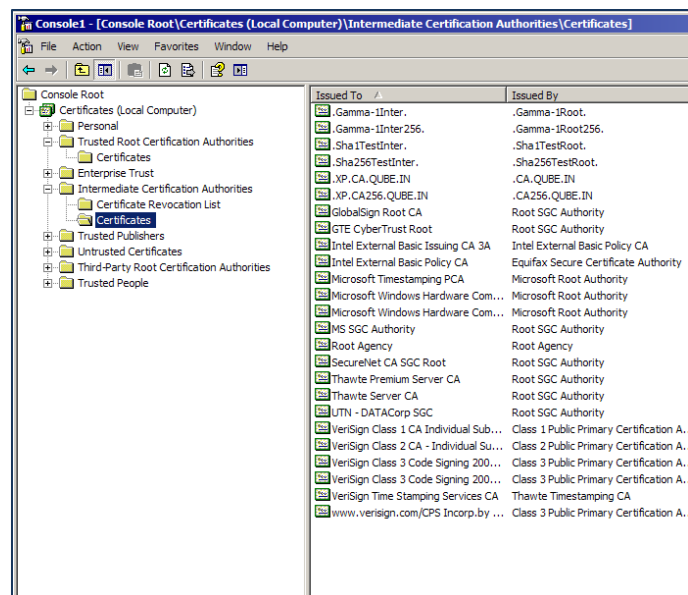 Console1 - [Console Root\Certificates (Local Computer)\Intermediate Certification Authorities\Certificates]
File Action View Favorites Window Help
Console Root
Certificates (Local Computer)
Personal
Trusted Root Certification Authorities
Certificates
Enterprise Trust
Intermediate Certification Authorities
Certificate Revocation List
Certificates
Trusted Publishers
Untrusted Certificates
Third-Party Root Certification Authorities
Trusted People
Issued To Issued By
.Gamma-1Inter. .Gamma-1Root.
.Gamma-1Inter256. .Gamma-1Root256.
.Sha1TestInter. .Sha1TestRoot.
.Sha256TestInter. .Sha256TestRoot.
.XP.CA.QUBE.IN .CA.QUBE.IN
.XP.CA256.QUBE.IN .CA256.QUBE.IN
GlobalSign Root CA Root SGC Authority
GTE CyberTrust Root Root SGC Authority
Intel External Basic Issuing CA 3A Intel External Basic Policy CA
Intel External Basic Policy CA Equifax Secure Certificate Authority
Microsoft Timestamping PCA Microsoft Root Authority
Microsoft Windows Hardware Com... Microsoft Root Authority
Microsoft Windows Hardware Com... Microsoft Root Authority
MS SGC Authority Root SGC Authority
Root Agency Root Agency
SecureNet CA SGC Root Root SGC Authority
Thawte Premium Server CA Root SGC Authority
Thawte Server CA Root SGC Authority
UTN - DATACorp SGC Root SGC Authority
VeriSign Class 1 CA Individual Sub... Class 1 Public Primary Certification A..
VeriSign Class 2 CA - Individual Su... Class 2 Public Primary Certification A..
VeriSign Class 3 Code Signing 200... Class 3 Public Primary Certification A..
VeriSign Class 3 Code Signing 200... Class 3 Public Primary Certification A..
VeriSign Time Stamping Services CA Thawte Timestamping CA
www.verisign.com/CPS Incorp.by ... Class 3 Public Primary Certification A..